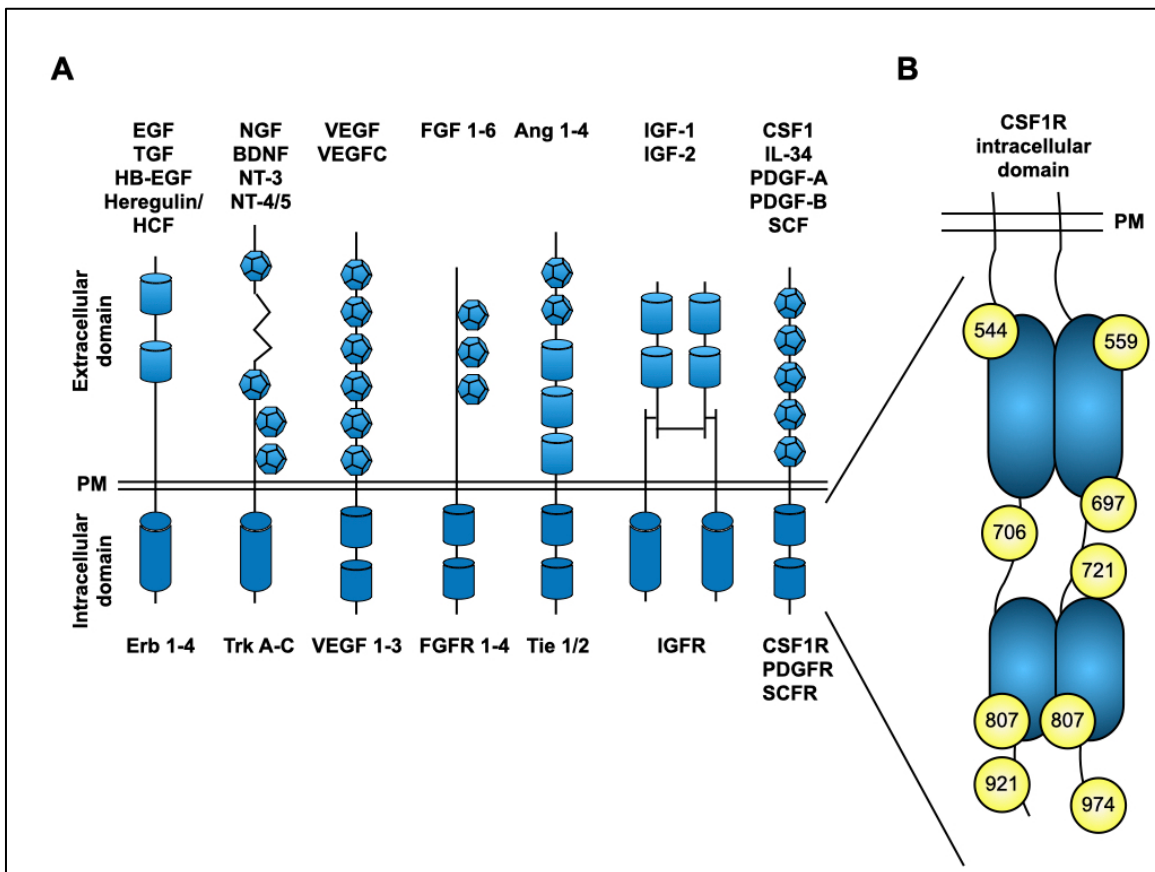 A
B
EGF
TGF
HB-EGF
Heregulin/
HCF
NGF
BDNF
NT-3
NT-4/5
VEGF
VEGFC
FGF 1-6
Ang 1-4
IGF-1
IGF-2
CSF1
IL-34
PDGF-A
PDGF-B
SCF
Extracellular
domain
PM
Intracellular
domain
Erb 1-4
Trk A-C
VEGF 1-3
FGFR 1-4
Tie 1/2
IGFR
CSF1R
PDGFR
SCFR
CSF1R
intracellular
domain
PM
544
559
697
706
721
807
807
921
974